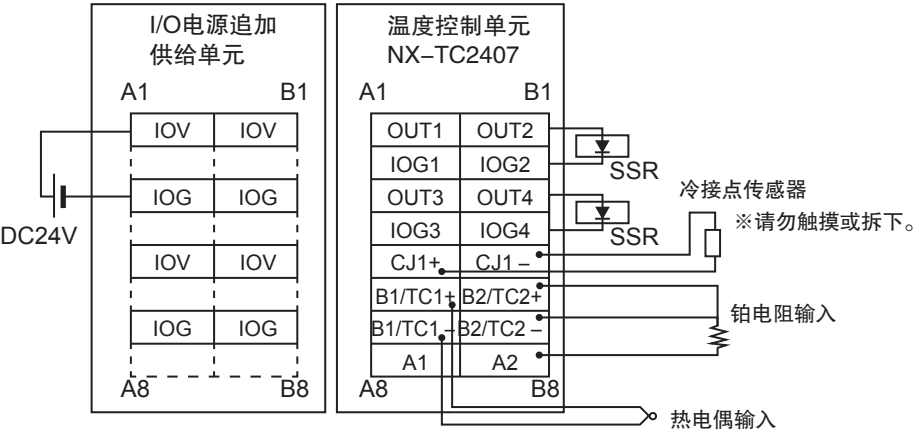 I/O电源追加
供给单元
A1 B1
IOV IOV
IOG IOG
IOV IOV
IOG IOG
A8 B8
DC24V
温度控制单元
NX–TC2407
A1 B1
OUT1 OUT2
IOG1 IOG2
OUT3 OUT4
IOG3 IOG4
CJ1+ CJ1–
B1/TC1+ B2/TC2+
B1/TC1– B2/TC2–
A1 A2
A8 B8
SSR
SSR
冷接点传感器
※请勿触摸或拆下。
铂电阻输入
热电偶输入